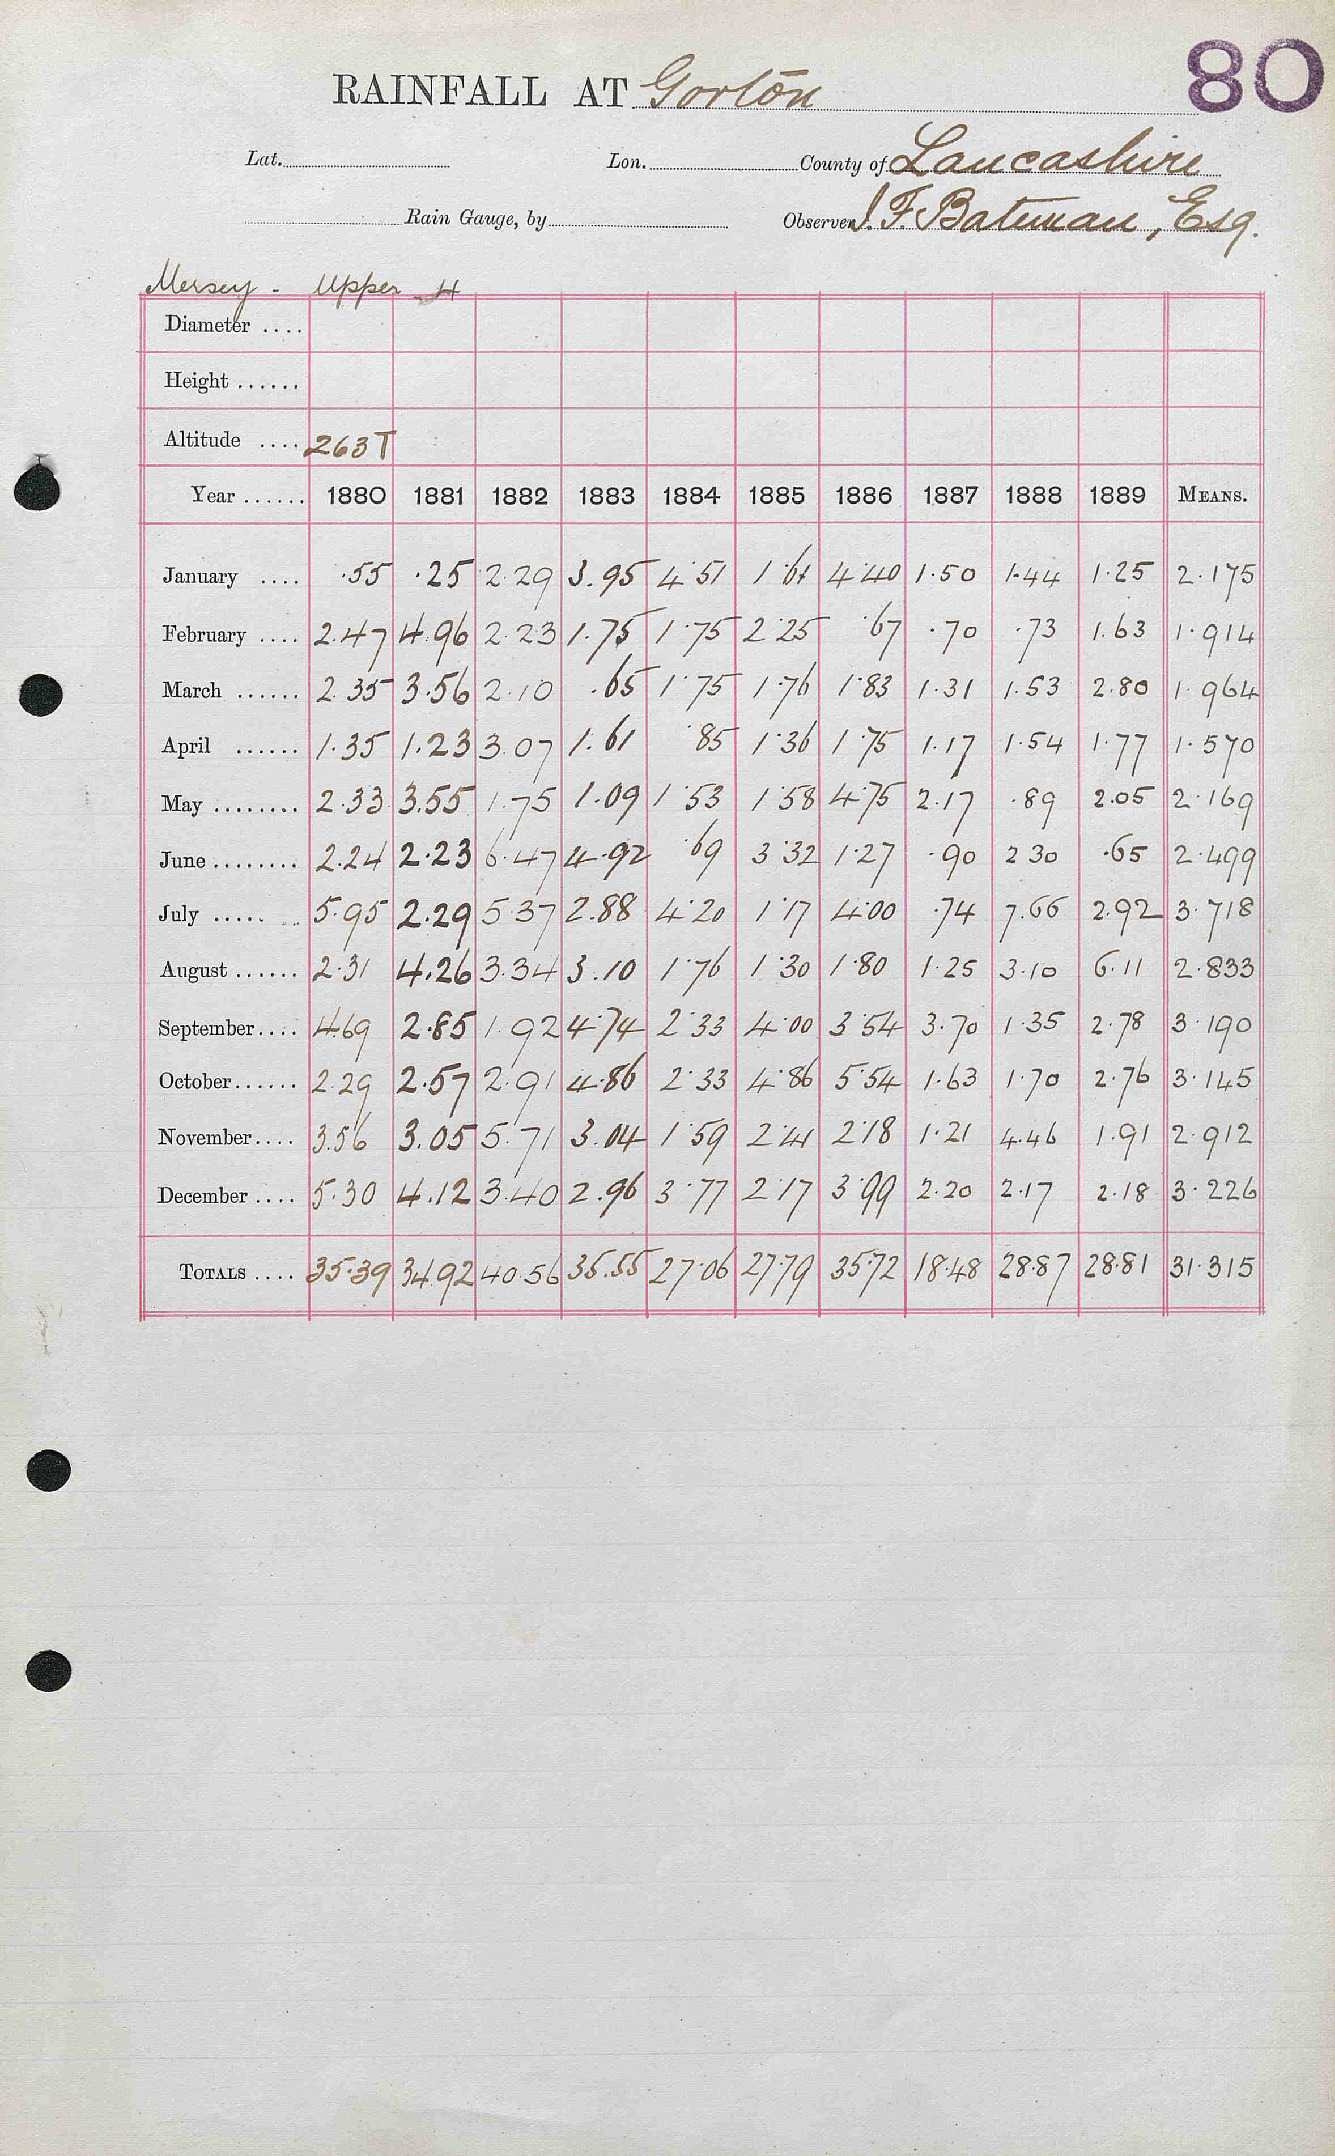 80
RAINFALL AT Gorton
Lat. Lon. County of Lancashire
Rain Gauge, by Observer J. F. Bateman, Esq.
Mersey - Upper H
Diameter ....
Height ......
Altitude .... 263 T
Year ...... 1880 1881 1882 1883 1884 1885 1886 1887 1888 1889 MEANS.
January .... .55 .25 2.29 3.95 4.51 1.61 4.40 1.50 1.44 1.25 2.175
February .... 2.47 4.96 2.23 1.75 1.75 2.25 .67 .70 .73 1.63 1.914
March ...... 2.35 3.56 2.10 .65 1.75 1.76 1.83 1.31 1.53 2.80 1.964
April ...... 1.35 1.23 3.07 1.61 .85 1.36 1.75 1.17 1.54 1.77 1.570
May ........ 2.33 3.55 1.75 1.09 1.53 1.58 4.75 2.17 .89 2.05 2.169
June ........ 2.24 2.23 6.47 4.92 .69 3.32 1.27 .90 2 30 .65 2.499
July ..... .. 5.95 2.29 5.37 2.88 4.20 1.17 4.00 .74 7.66 2.92 3.718
August ...... 2.31 4.26 3.34 3.10 1.76 1.30 1.80 1.25 3.10 6.11 2.833
September .... 4.69 2.85 1.92 4.74 2.33 4.00 3.54 3.70 1.35 2.78 3.190
October ...... 2.29 2.57 2.91 4.86 2.33 4.86 5.54 1.63 1.70 2.76 3.145
November .... 3.56 3.05 5.71 3.04 1.59 2.41 2.18 1.21 4.46 1.91 2.912
December .... 5.30 4.12 3.40 2.96 3.77 2.17 3.99 2.20 2.17 2.18 3.226
TOTALS .... 35.39 34.92 40.56 35.55 27.06 27.79 35.72 18.48 28.87 28.81 31.315